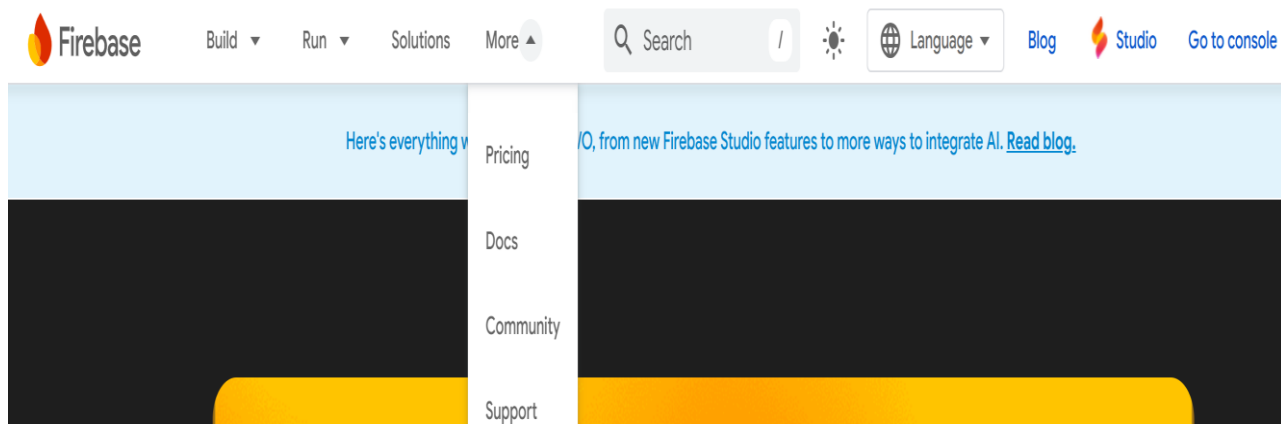 Firebase Build Run Solutions More Search / Language Blog Studio Go to console
Here's everything /O, from new Firebase Studio features to more ways to integrate AI. Read blog.
Pricing
Docs
Community
Support